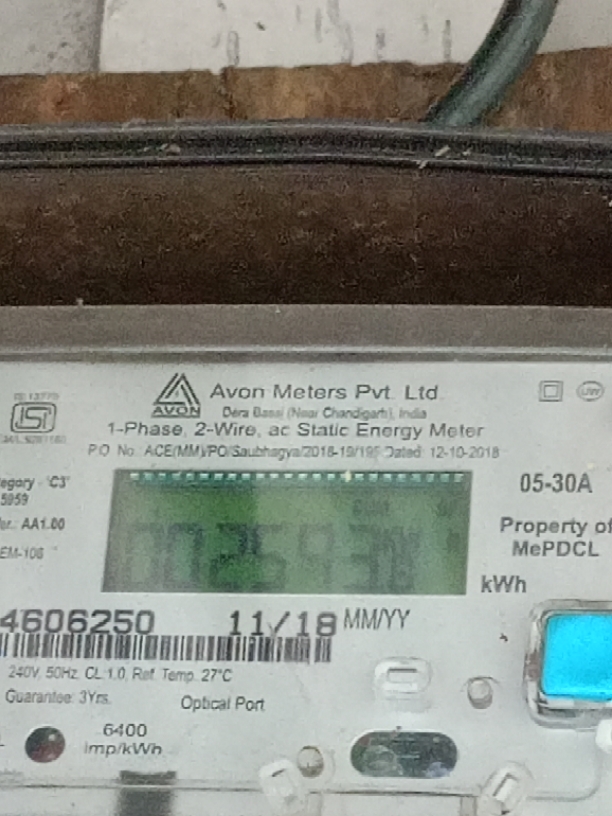 Avon Meters Pvt. Ltd.
AVON
Dera Bassi (Near Chandigarh), India
1-Phase, 2-Wire, ac Static Energy Meter
P.O. No. ACE(MM)/PO/Saubhagya/2018-19/195 Dated: 12-10-2018
egory - 'C3'
5959
05-30A
er.: AA1.00
Property of
MePDCL
EM-106
kWh
4606250 11/18 MM/YY
240V, 50Hz, CL 1.0, Ref. Temp. 27°C
Guarantee: 3Yrs.
Optical Port
6400
imp/kWh